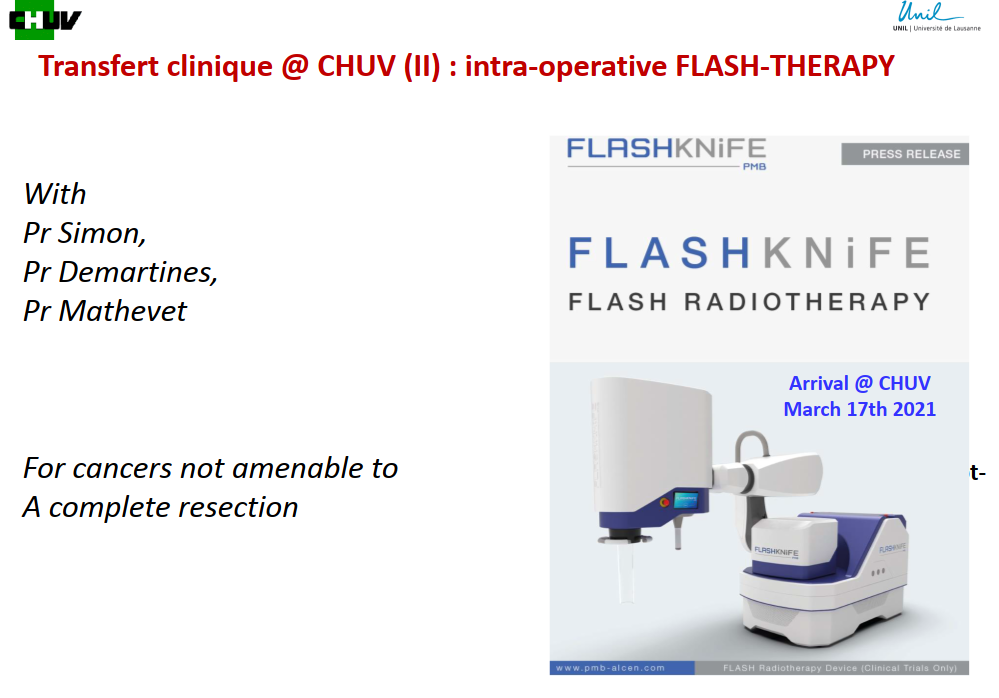 CHUV
Unil
UNIL | Université de Lausanne
Transfert clinique @ CHUV (II) : intra-operative FLASH-THERAPY
With
Pr Simon,
Pr Demartines,
Pr Mathevet
For cancers not amenable to
A complete resection
FLASHKNiFE
PMB
PRESS RELEASE
FLASHKNiFE
FLASH RADIOTHERAPY
Arrival @ CHUV
March 17th 2021
t-
FLASHKNiFE
FLASHKNiFE
www.pmb-alcen.com
FLASH Radiotherapy Device (Clinical Trials Only)